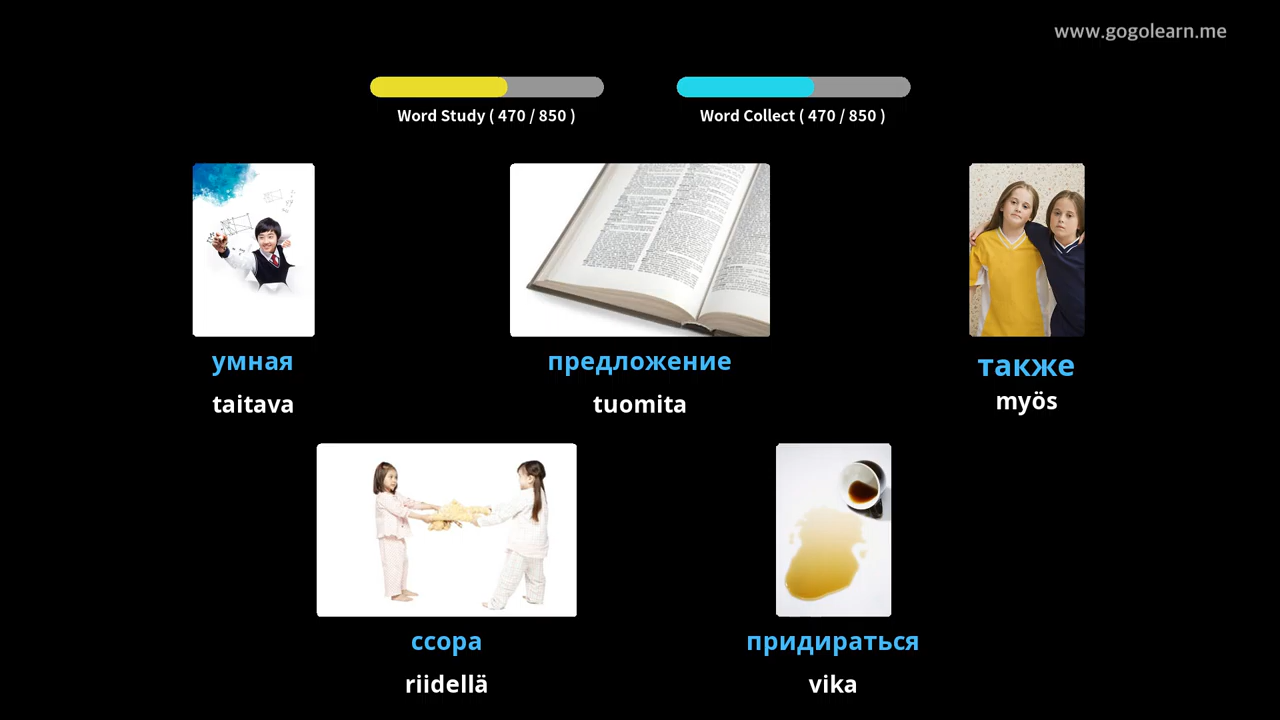 www.gogolearn.me
Word Study ( 470 / 850 )
Word Collect ( 470 / 850 )
умная
предложение
также
taitava
tuomita
myös
ссора
придираться
riidellä
vika